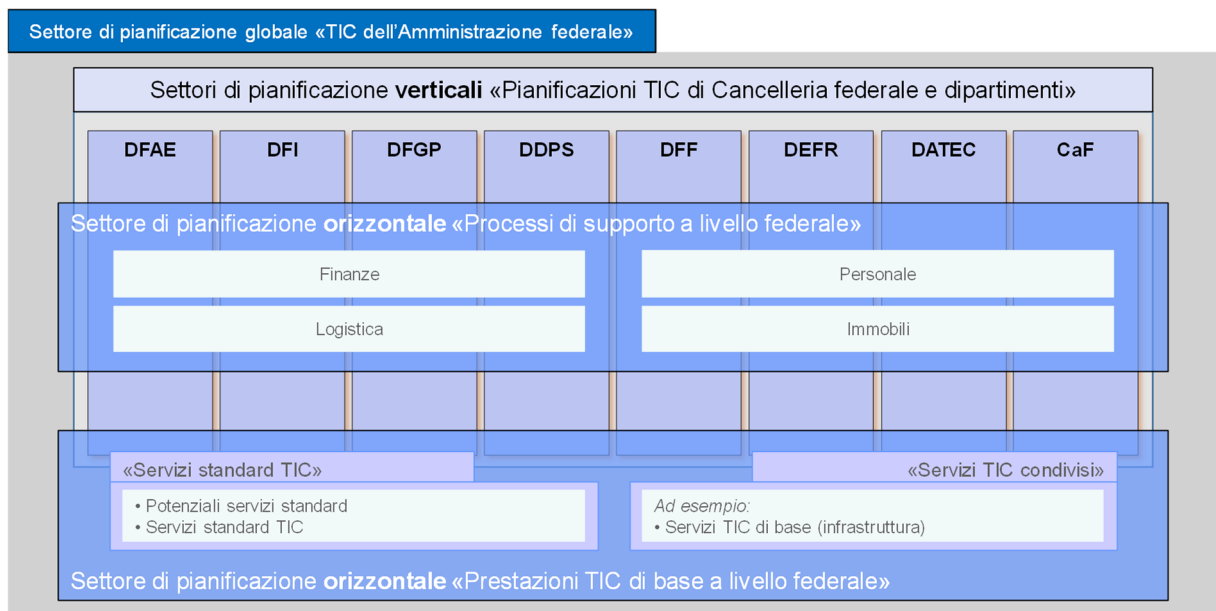 Settore di pianificazione globale «TIC dell'Amministrazione federale»
Settori di pianificazione verticali «Pianificazioni TIC di Cancelleria federale e dipartimenti»
DFAE DFI DFGP DDPS DFF DEFR DATEC CaF
Settore di pianificazione orizzontale «Processi di supporto a livello federale»
Finanze Personale
Logistica Immobili
«Servizi standard TIC»
• Potenziali servizi standard
• Servizi standard TIC
«Servizi TIC condivisi»
Ad esempio:
• Servizi TIC di base (infrastruttura)
Settore di pianificazione orizzontale «Prestazioni TIC di base a livello federale»